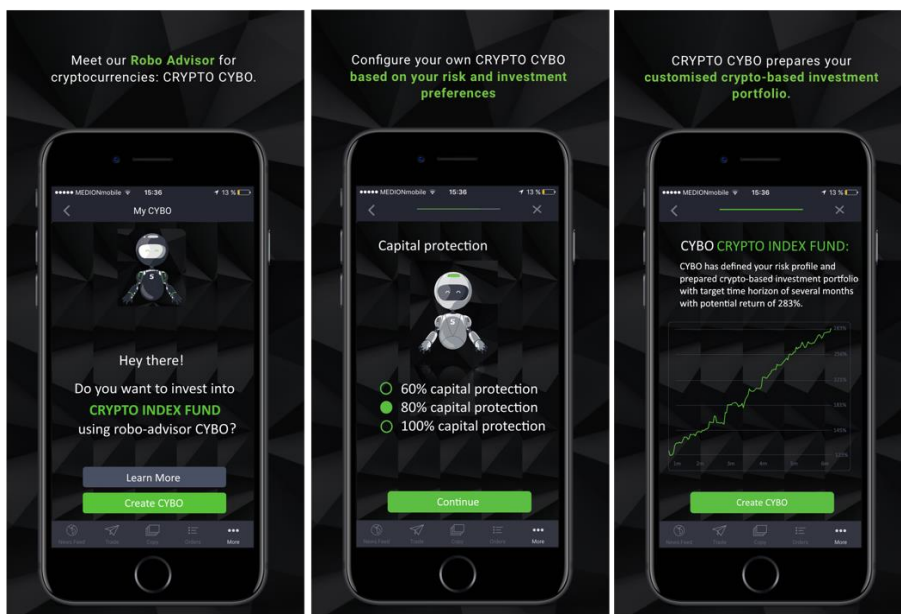 Meet our Robo Advisor for
cryptocurrencies: CRYPTO CYBO.
MEDIONmobile 15:36 13 %
My CYBO
S
Hey there!
Do you want to invest into
CRYPTO INDEX FUND
using robo-advisor CYBO?
Learn More
Create CYBO
News Feed Trade Copy Orders More
Configure your own CRYPTO CYBO
based on your risk and investment
preferences
MEDIONmobile 15:36 13 %
Capital protection
S
60% capital protection
80% capital protection
100% capital protection
Continue
News Feed Trade Copy Orders More
CRYPTO CYBO prepares your
customised crypto-based investment
portfolio.
MEDIONmobile 15:36 13 %
CYBO CRYPTO INDEX FUND:
CYBO has defined your risk profile and
prepared crypto-based investment portfolio
with target time horizon of several months
with potential return of 283%.
1m 2m
Create CYBO
News Feed Trade Copy Orders More